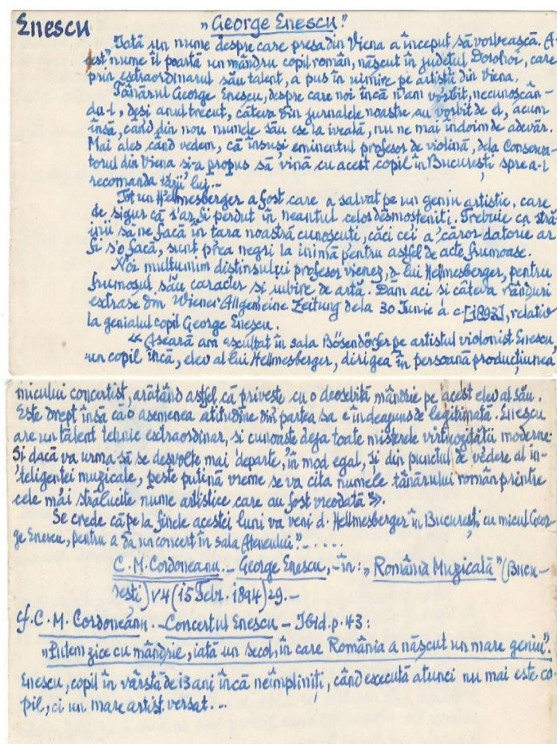 Enescu
„George Enescu."
Iată un nume despre care presa din Viena a început să vorbească. A-
cest" nume îl poartă un mândru copil român, născut în județul Dorohoi, care
prin extraordinarul său talent, a pus în uimire pe artiștii din Viena.
Tânărul George Enescu, despre care noi încă n'am vorbit, necunoscân-
du-l, deși anul trecut, câteva din jurnalele noastre au vorbit de el, acum
însă, când din nou numele său ese la iveală, nu ne mai îndoim de adevăr.
Mai ales când vedem, că însuși eminentul profesor de violină, dela Conserva-
torul din Viena și-a propus să vină cu acest copil în București spre a-l
recomanda țării lui...
Tot un Hellmesberger a fost care a salvat pe un geniu artistic, care
de sigur că s'ar fi perdut în neantul celor desmoșteniți. Trebuie ca stră-
inii să ne facă în țara noastră cunoscuți, căci cei a căror datorie ar
fi s'o facă, sunt prea negri la inimă pentru astfel de acte frumoase.
Noi mulțumim distinsului profesor vienez, d-lui Hellmesberger, pentru
frumosul său caracter și iubire de artă. Dăm aci și câteva rânduri
extrase din Wiener Allgemeine Zeitung dela 30 Iunie a c. [1893], relativ
la genialul copil George Enescu.
« Aseară am ascultat în sala Bösendorfer pe artistul violonist Enescu,
un copil încă, elev al lui Hellmesberger, dirigea în persoană producțiunea
micului concertist, arătând astfel că privește cu o deosebită mândrie pe acest elev al său.
Este drept însă că o asemenea atitudine din partea sa e îndeajuns de legitimată. Enescu
are un talent tehnic extraordinar, și cunoaște deja toate misterele virtuozității moderne
Și dacă va urma să se desvolte mai departe, în mod egal, și din punctul de vedere al in-
teligenței muzicale, peste puțină vreme se va cita numele tânărului român printre
cele mai strălucite nume artistice care au fost vreodată ».
Se crede că pe la finele acestei luni va veni d. Hellmesberger în București cu micul Geor-
ge Enescu, pentru a da un concert în sala Ateneului".....
C. M. Cordoneanu. - George Enescu, - în: „România Muzicală" (Bucu-
rești) V 4 (15 Febr. 1894) 29. -
cf. C. M. Cordoneanu. - Concertul Enescu - Ibid. p. 43:
„Putem zice cu mândrie, iată un secol, în care România a născut un mare geniu".
Enescu, copil în vârstă de 13 ani încă neîmpliniți, când execută atunci nu mai este co-
pil, ci un mare artist versat. ..